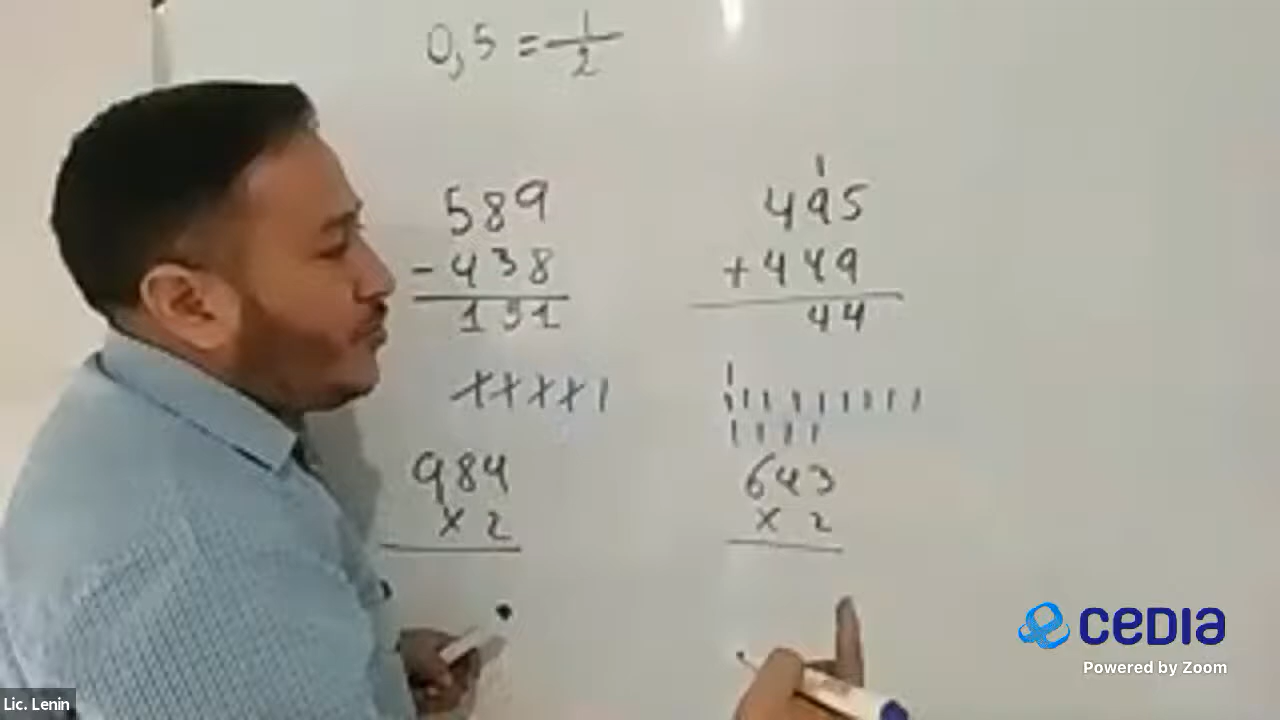 0,5 = 1/2
589
- 438
151
1
495
+ 449
44
984
x 2
643
x 2
CEDIA
Powered by Zoom
Lic. Lenin